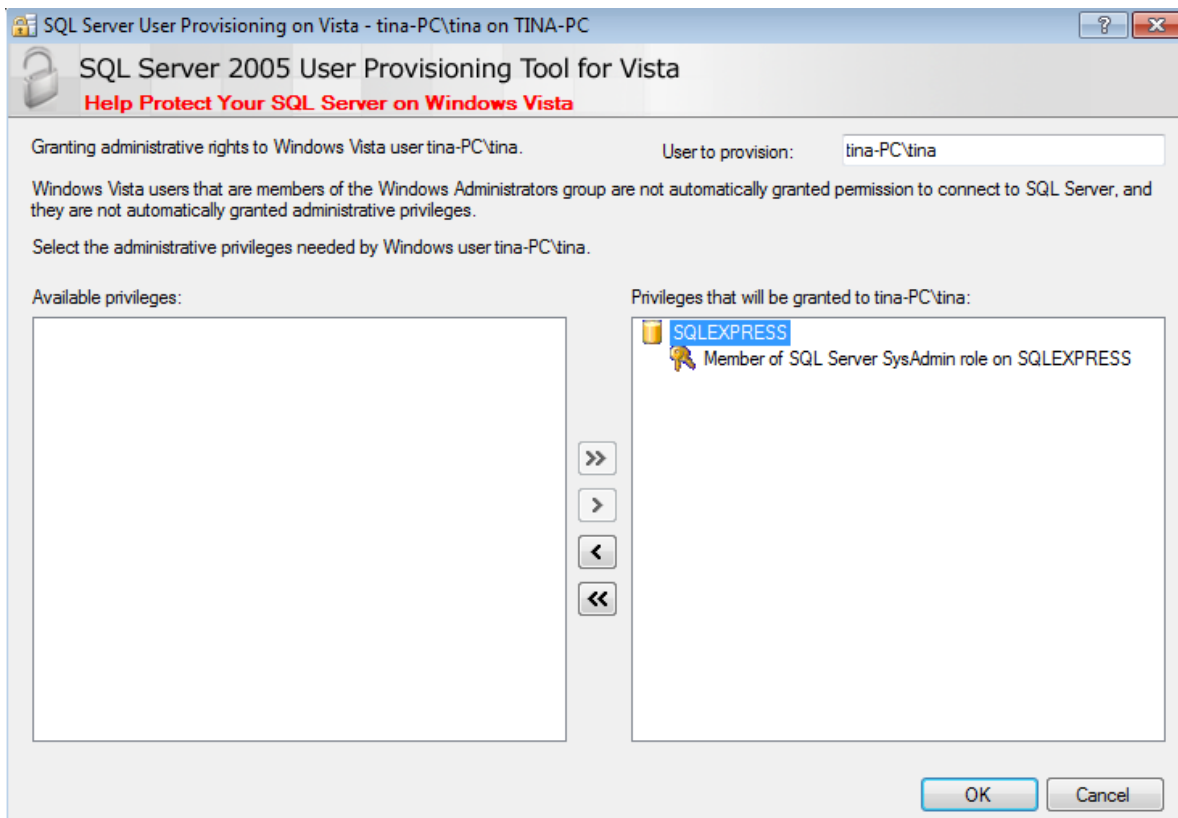 SQL Server User Provisioning on Vista - tina-PC\tina on TINA-PC
SQL Server 2005 User Provisioning Tool for Vista
Help Protect Your SQL Server on Windows Vista
Granting administrative rights to Windows Vista user tina-PC\tina.
User to provision:
tina-PC\tina
Windows Vista users that are members of the Windows Administrators group are not automatically granted permission to connect to SQL Server, and
they are not automatically granted administrative privileges.
Select the administrative privileges needed by Windows user tina-PC\tina.
Available privileges:
Privileges that will be granted to tina-PC\tina:
SQLEXPRESS
Member of SQL Server SysAdmin role on SQLEXPRESS
>>
>
<
<<
OK
Cancel